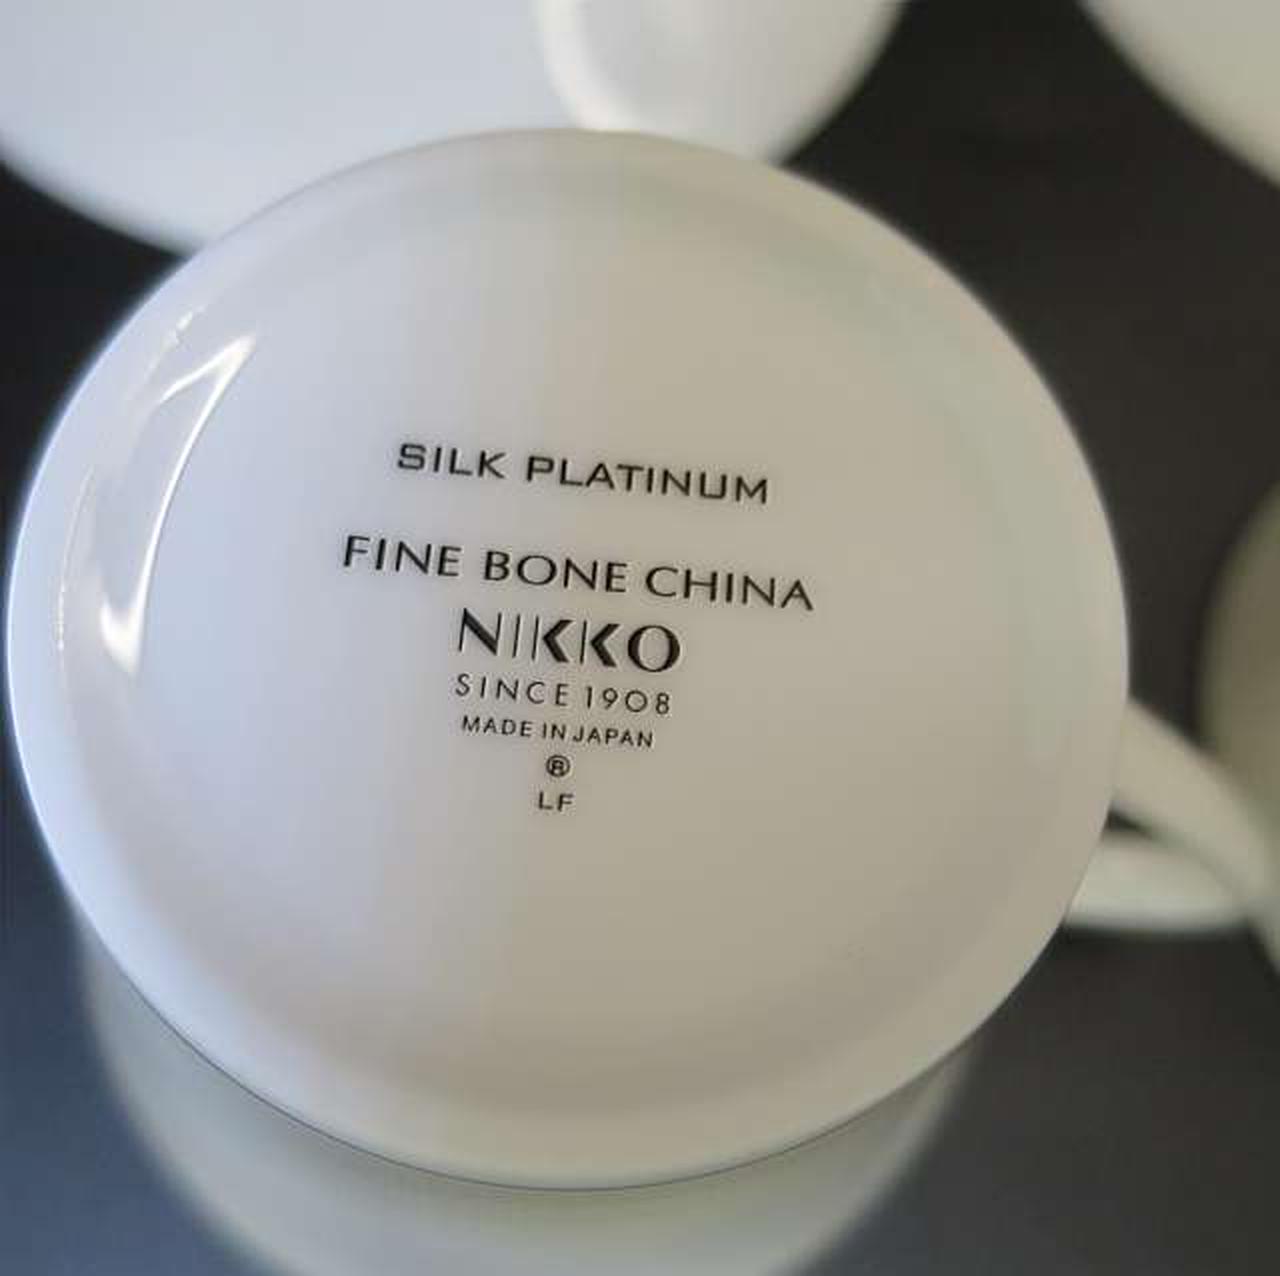 SILK PLATINUM
FINE BONE CHINA
NIKKO
SINCE 1908
MADE IN JAPAN
®
LF